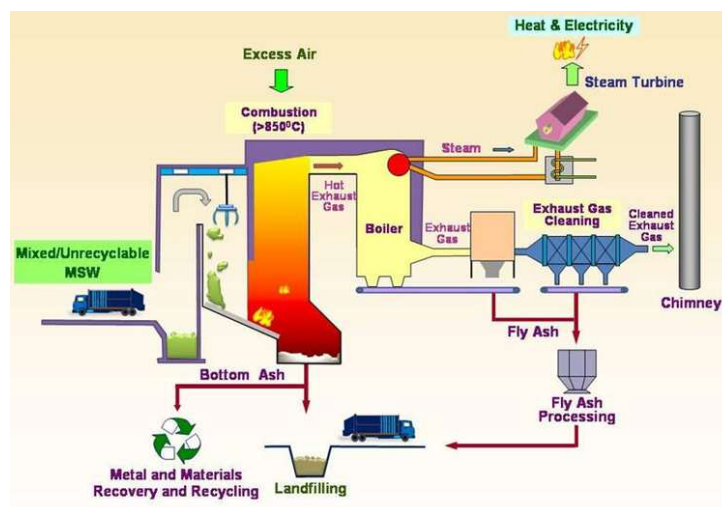 Heat & Electricity
Excess Air
Steam Turbine
Combustion
(>850⁰C)
Steam
Hot
Exhaust
Gas
Boiler
Exhaust
Gas
Exhaust Gas
Cleaning
Cleaned
Exhaust
Gas
Mixed/Unrecyclable
MSW
Chimney
Fly Ash
Bottom Ash
Fly Ash
Processing
Metal and Materials
Recovery and Recycling
Landfilling